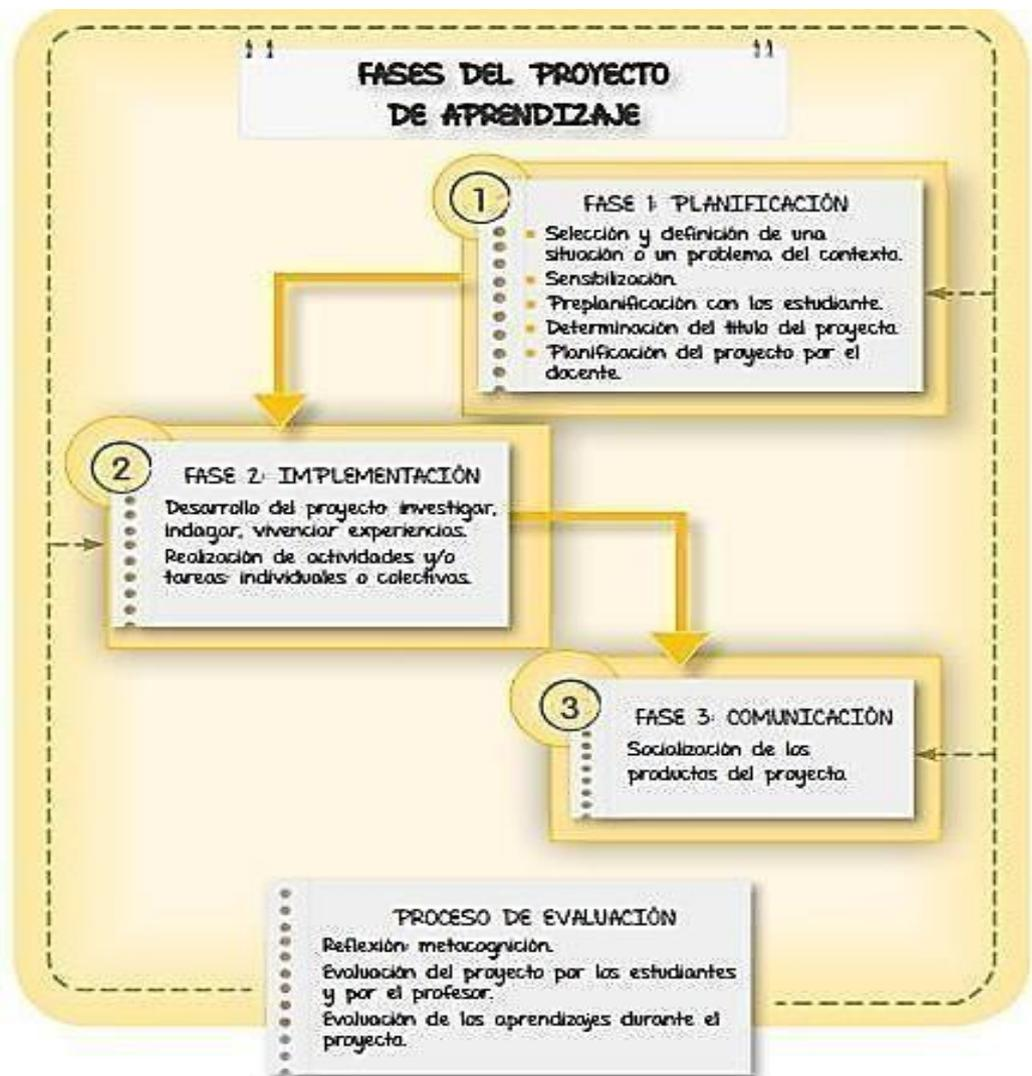 FASES DEL PROYECTO
DE APRENDIZAJE
1
FASE 1: PLANIFICACIÓN
Selección y definición de una
situación o un problema del contexto.
Sensibilización.
Preplanificación con los estudiante.
Determinación del título del proyecto
Planificación del proyecto por el
docente.
2
FASE 2: IMPLEMENTACIÓN
Desarrollo del proyecto: investigar,
indagar, vivenciar experiencias.
Realización de actividades y/o
tareas: individuales o colectivas.
3
FASE 3: COMUNICACIÓN
Socialización de los
productos del proyecto
PROCESO DE EVALUACIÓN
Reflexión: metacognición.
Evaluación del proyecto por los estudiantes
y por el profesor.
Evaluación de los aprendizajes durante el
proyecto.